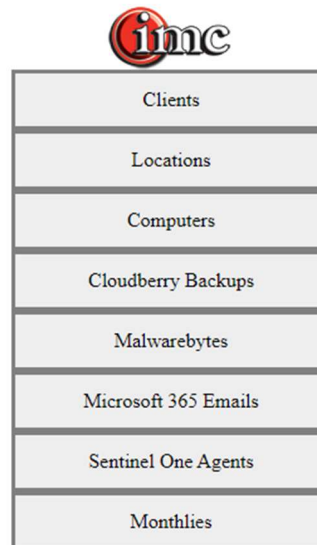 imc
Clients
Locations
Computers
Cloudberry Backups
Malwarebytes
Microsoft 365 Emails
Sentinel One Agents
Monthlies